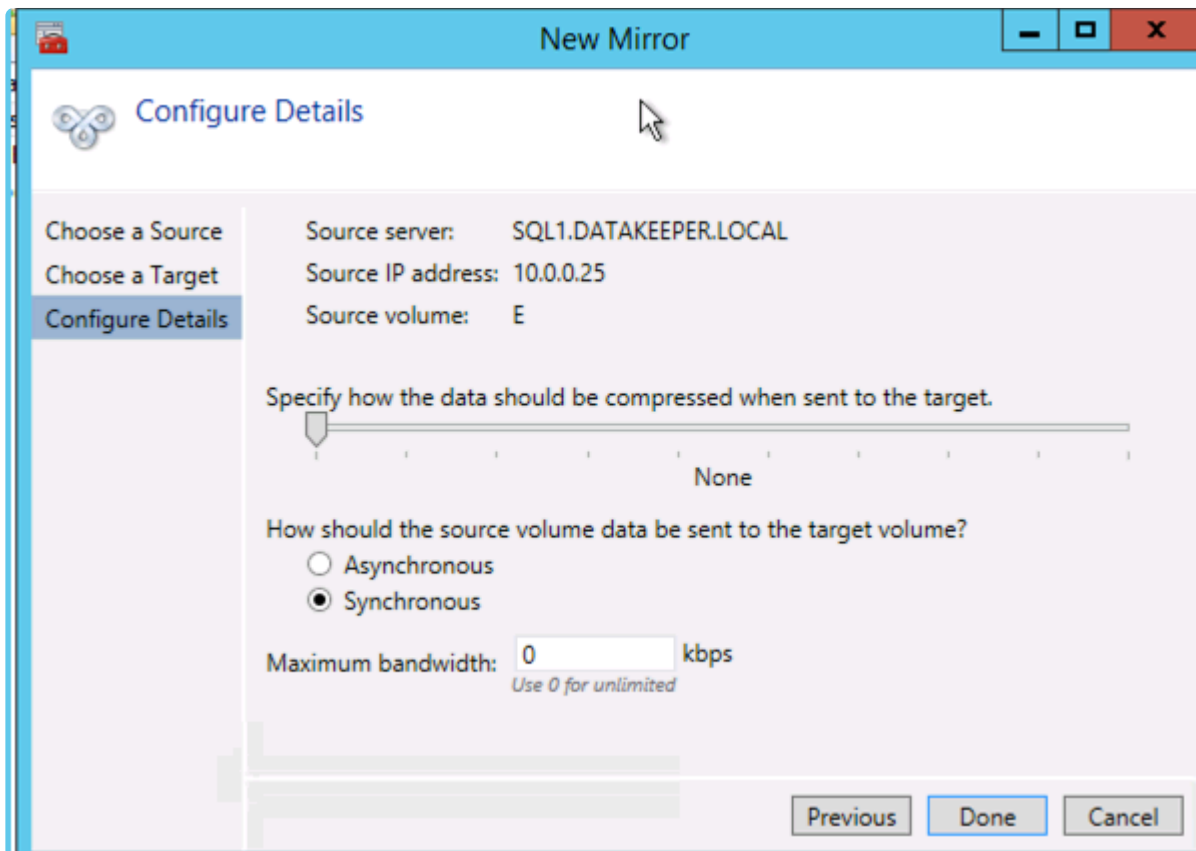 New Mirror
Configure Details
Choose a Source
Choose a Target
Configure Details
Source server: SQL1.DATAKEEPER.LOCAL
Source IP address: 10.0.0.25
Source volume: E
Specify how the data should be compressed when sent to the target.
None
How should the source volume data be sent to the target volume?
Asynchronous
Synchronous
Maximum bandwidth: 0 kbps
Use 0 for unlimited
Previous Done Cancel